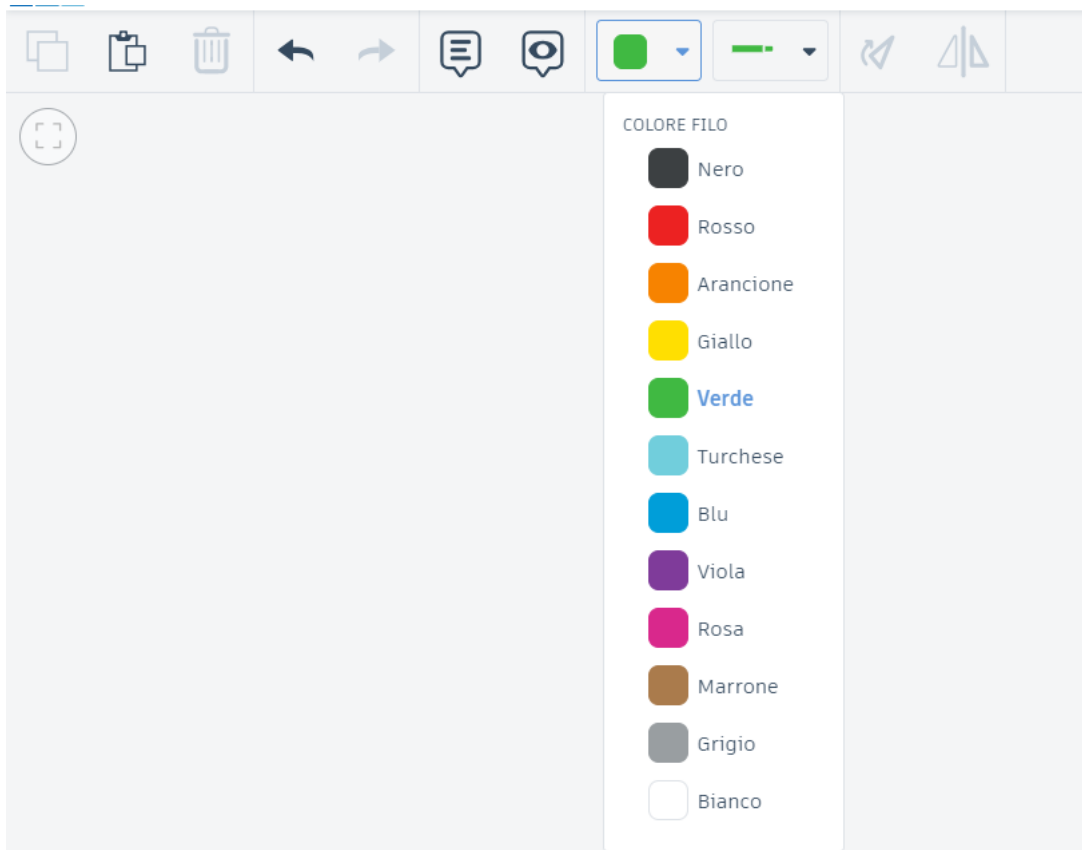 COLORE FILO
Nero
Rosso
Arancione
Giallo
Verde
Turchese
Blu
Viola
Rosa
Marrone
Grigio
Bianco